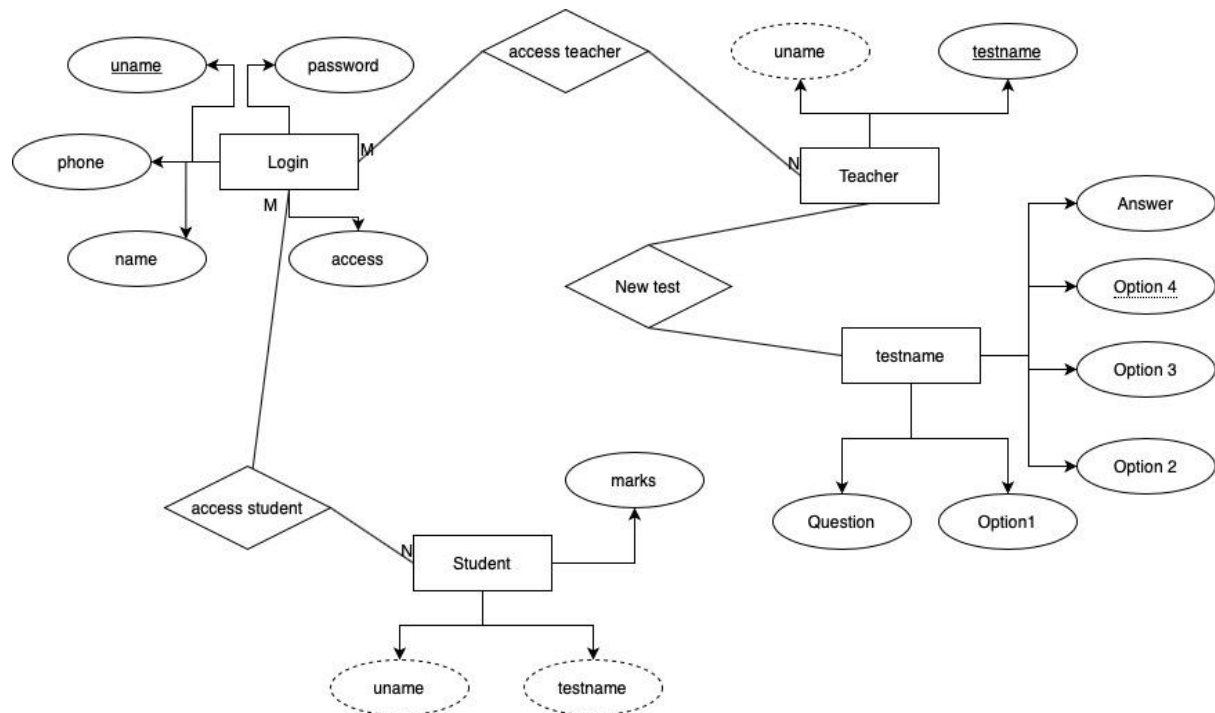 access teacher
uname
testname
uname
password
M
Login
phone
N
Teacher
M
Answer
name
access
New test
Option 4
testname
Option 3
Option 2
marks
access student
Question
Option1
N
Student
uname
testname